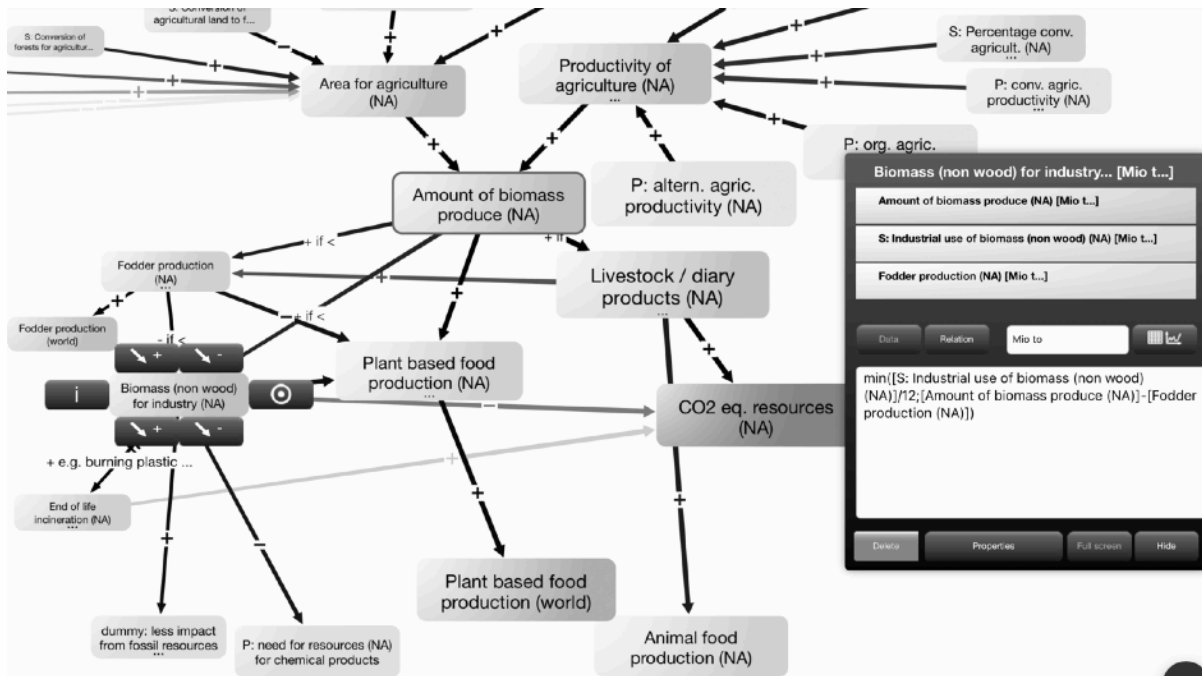 S: Conversion of
agricultural land to f...
S: Conversion of
forests for agricultur...
Area for agriculture
(NA)
Productivity of
agriculture (NA)
...
S: Percentage conv.
agricult. (NA)
...
P: conv. agric.
productivity (NA)
...
P: org. agric.
P: altern. agric.
productivity (NA)
Amount of biomass
produce (NA)
+ if <
+ if
Fodder production
(NA)
...
Livestock / diary
products (NA)
...
Fodder production
(world)
- if <
+ if <
Plant based food
production (NA)
...
Biomass (non wood)
for industry (NA)
i
CO2 eq. resources
(NA)
+ e.g. burning plastic ...
End of life
incineration (NA)
...
Plant based food
production (world)
dummy: less impact
from fossil resources
...
P: need for resources (NA)
for chemical products
Animal food
production (NA)
Biomass (non wood) for industry... [Mio t...]
Amount of biomass produce (NA) [Mio t...]
S: Industrial use of biomass (non wood) (NA) [Mio t...]
Fodder production (NA) [Mio t...]
Data
Relation
Mio to
min([S: Industrial use of biomass (non wood)
(NA)]/12;[Amount of biomass produce (NA)]-[Fodder
production (NA)])
Delete
Properties
Full screen
Hide